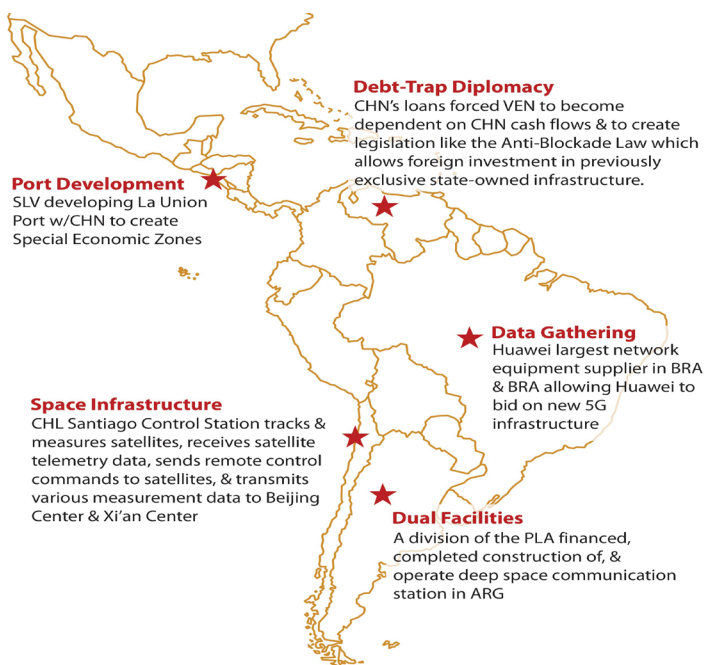 Debt-Trap Diplomacy
CHN's loans forced VEN to become
dependent on CHN cash flows & to create
legislation like the Anti-Blockade Law which
allows foreign investment in previously
exclusive state-owned infrastructure.
Port Development
SLV developing La Union
Port w/CHN to create
Special Economic Zones
Data Gathering
Huawei largest network
equipment supplier in BRA
& BRA allowing Huawei to
bid on new 5G
infrastructure
Space Infrastructure
CHL Santiago Control Station tracks &
measures satellites, receives satellite
telemetry data, sends remote control
commands to satellites, & transmits
various measurement data to Beijing
Center & Xi'an Center
Dual Facilities
A division of the PLA financed,
completed construction of, &
operate deep space communication
station in ARG